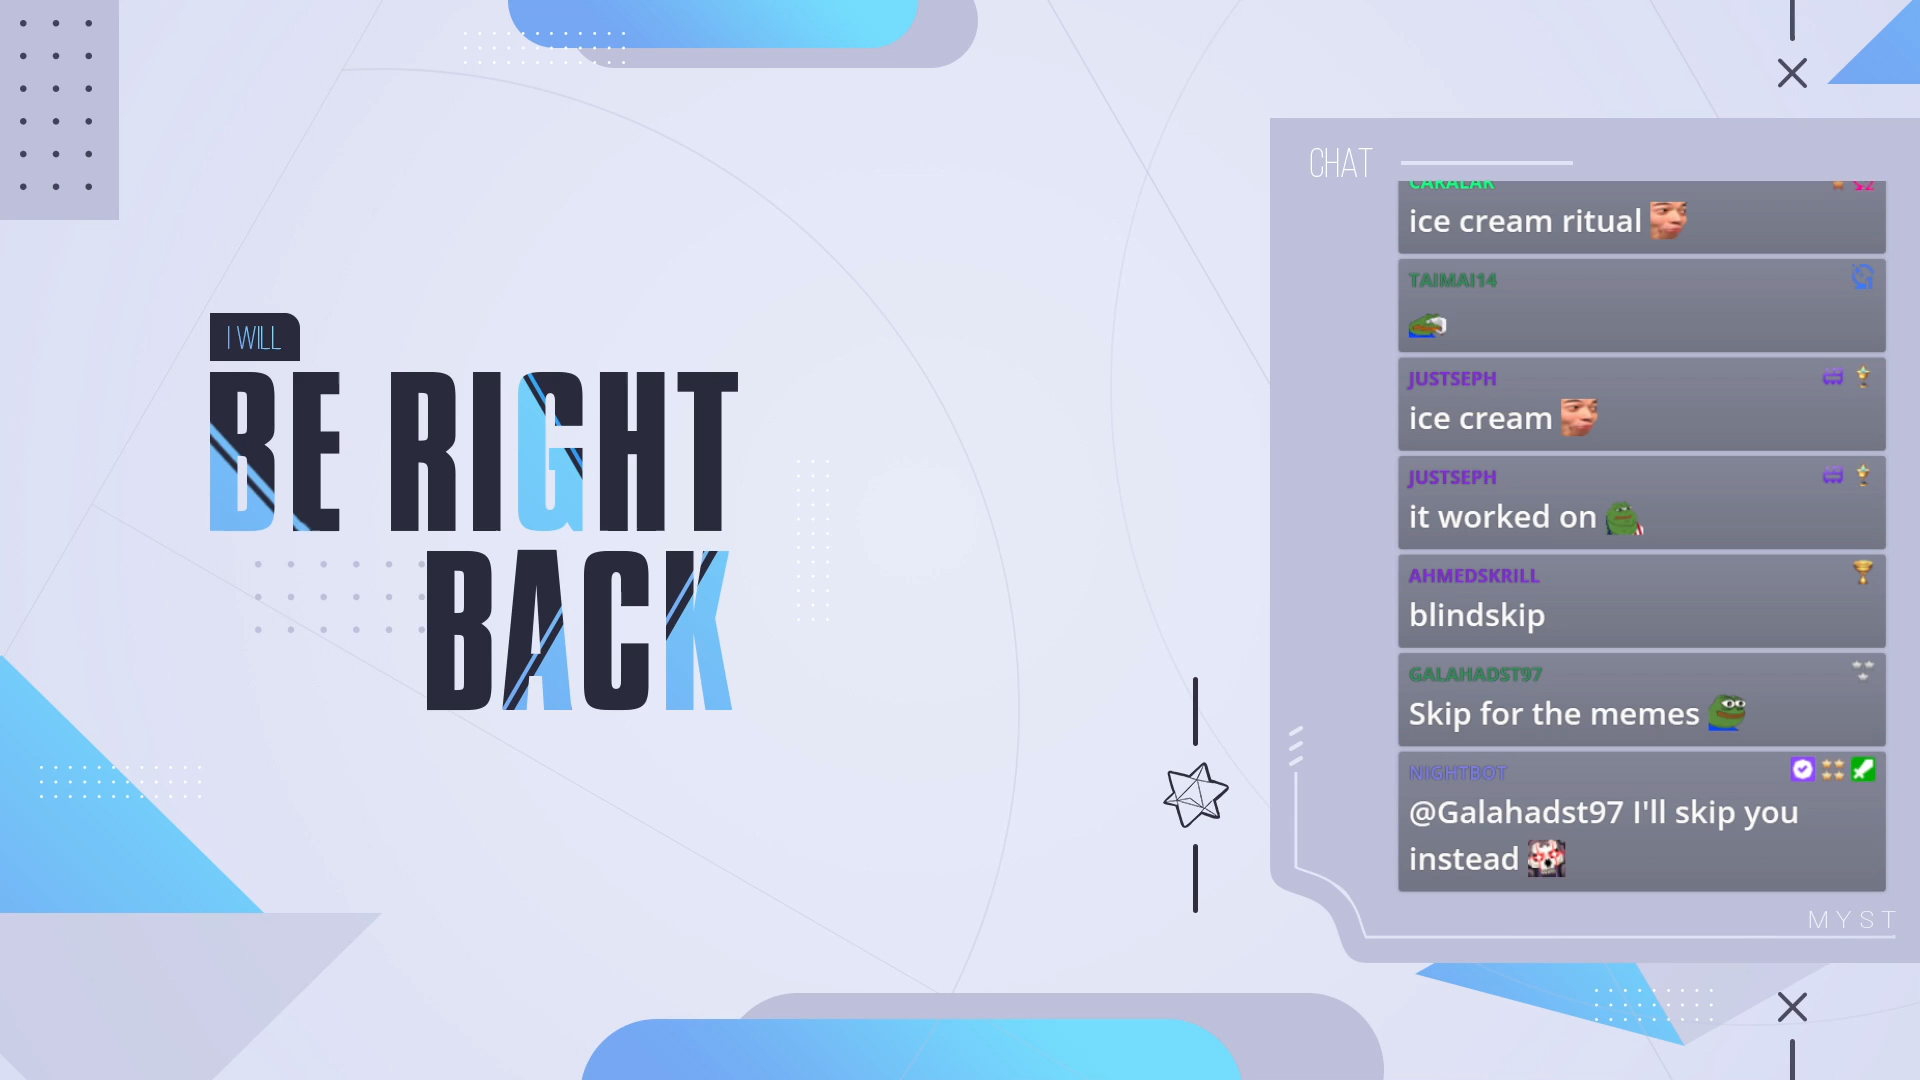 I WILL
BE RIGHT
BACK
CHAT
CARALAR
ice cream ritual
TAIMAI14
JUSTSEPH
ice cream
JUSTSEPH
it worked on
AHMEDSKRILL
blindskip
GALAHADST97
Skip for the memes
NIGHTBOT
@Galahadst97 I'll skip you
instead
MYST